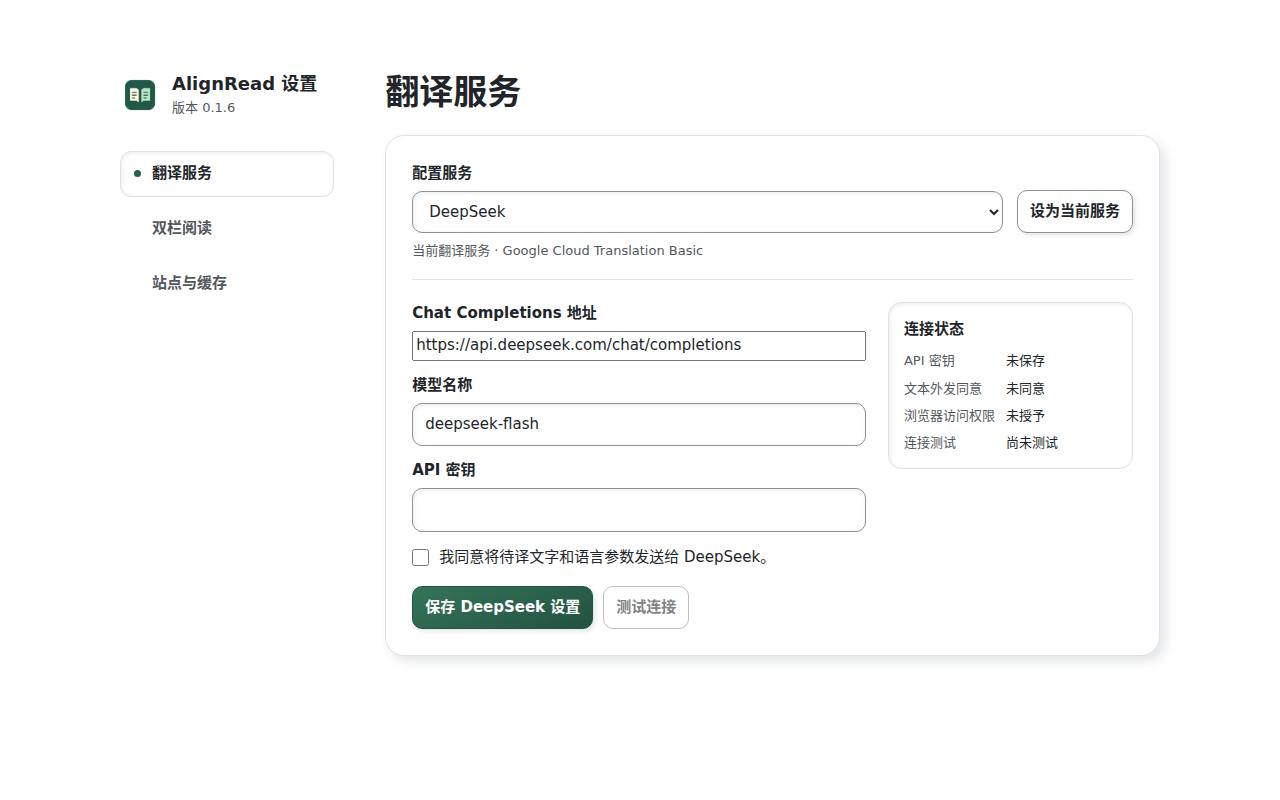 AlignRead 设置
版本 0.1.6
翻译服务
双栏阅读
站点与缓存
翻译服务
配置服务
DeepSeek
设为当前服务
当前翻译服务 · Google Cloud Translation Basic
Chat Completions 地址
https://api.deepseek.com/chat/completions
模型名称
deepseek-flash
API 密钥
我同意将待译文字和语言参数发送给 DeepSeek。
保存 DeepSeek 设置
测试连接
连接状态
API 密钥 未保存
文本外发同意 未同意
浏览器访问权限 未授予
连接测试 尚未测试